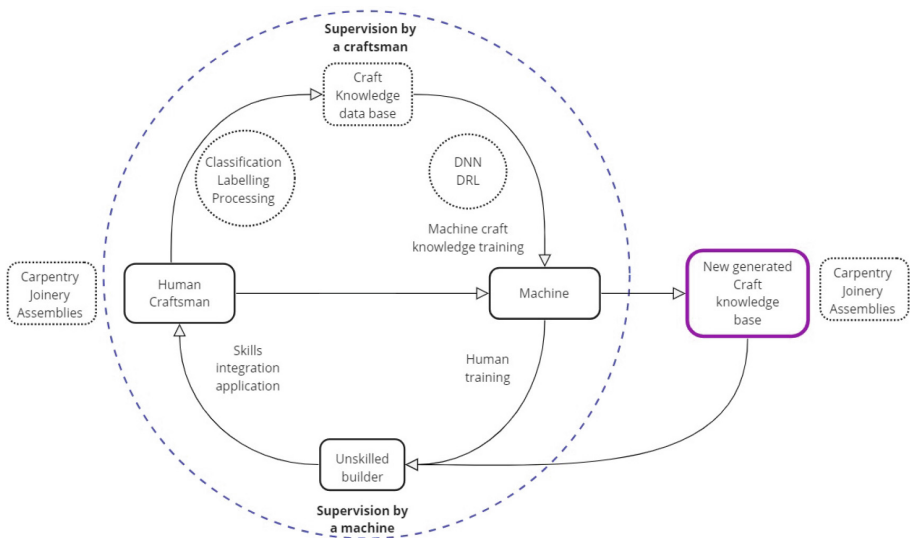 Supervision by
a craftsman
Craft
Knowledge
data base
Classification
Labelling
Processing
DNN
DRL
Machine craft
knowledge training
Carpentry
Joinery
Assemblies
Human
Craftsman
Machine
New generated
Craft
knowledge
base
Carpentry
Joinery
Assemblies
Skills
integration
application
Human
training
Unskilled
builder
Supervision by
a machine